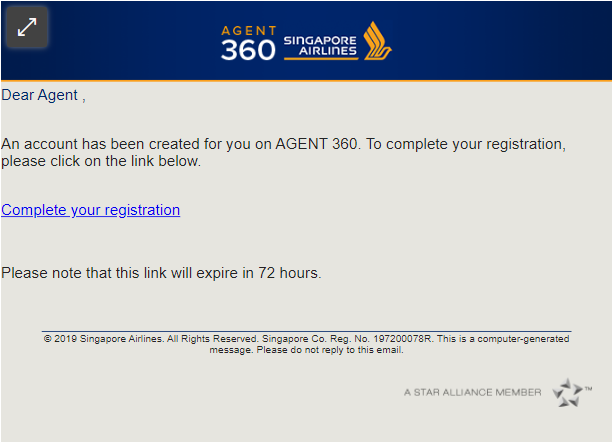 AGENT
360 SINGAPORE
AIRLINES
Dear Agent ,
An account has been created for you on AGENT 360. To complete your registration,
please click on the link below.
Complete your registration
Please note that this link will expire in 72 hours.
© 2019 Singapore Airlines. All Rights Reserved. Singapore Co. Reg. No. 197200078R. This is a computer-generated
message. Please do not reply to this email.
A STAR ALLIANCE MEMBER ™